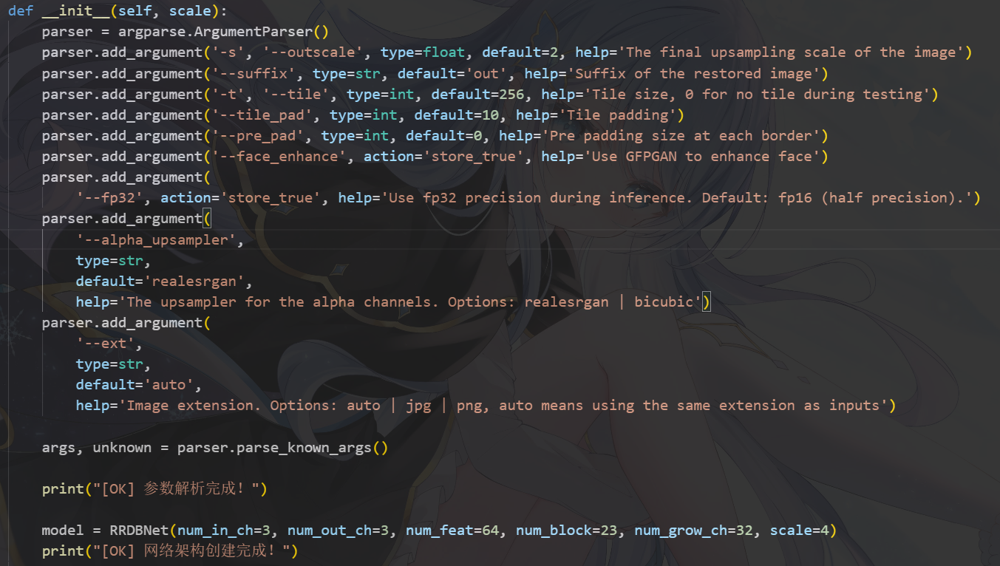 def __init__(self, scale):
    parser = argparse.ArgumentParser()
    parser.add_argument('-s', '--outscale', type=float, default=2, help='The final upsampling scale of the image')
    parser.add_argument('--suffix', type=str, default='out', help='Suffix of the restored image')
    parser.add_argument('-t', '--tile', type=int, default=256, help='Tile size, 0 for no tile during testing')
    parser.add_argument('--tile_pad', type=int, default=10, help='Tile padding')
    parser.add_argument('--pre_pad', type=int, default=0, help='Pre padding size at each border')
    parser.add_argument('--face_enhance', action='store_true', help='Use GFPGAN to enhance face')
    parser.add_argument(
        '--fp32', action='store_true', help='Use fp32 precision during inference. Default: fp16 (half precision).')
    parser.add_argument(
        '--alpha_upsampler',
        type=str,
        default='realesrgan',
        help='The upsampler for the alpha channels. Options: realesrgan | bicubic')
    parser.add_argument(
        '--ext',
        type=str,
        default='auto',
        help='Image extension. Options: auto | jpg | png, auto means using the same extension as inputs')

    args, unknown = parser.parse_known_args()

    print("[OK] 参数解析完成！")

    model = RRDBNet(num_in_ch=3, num_out_ch=3, num_feat=64, num_block=23, num_grow_ch=32, scale=4)
    print("[OK] 网络架构创建完成！")